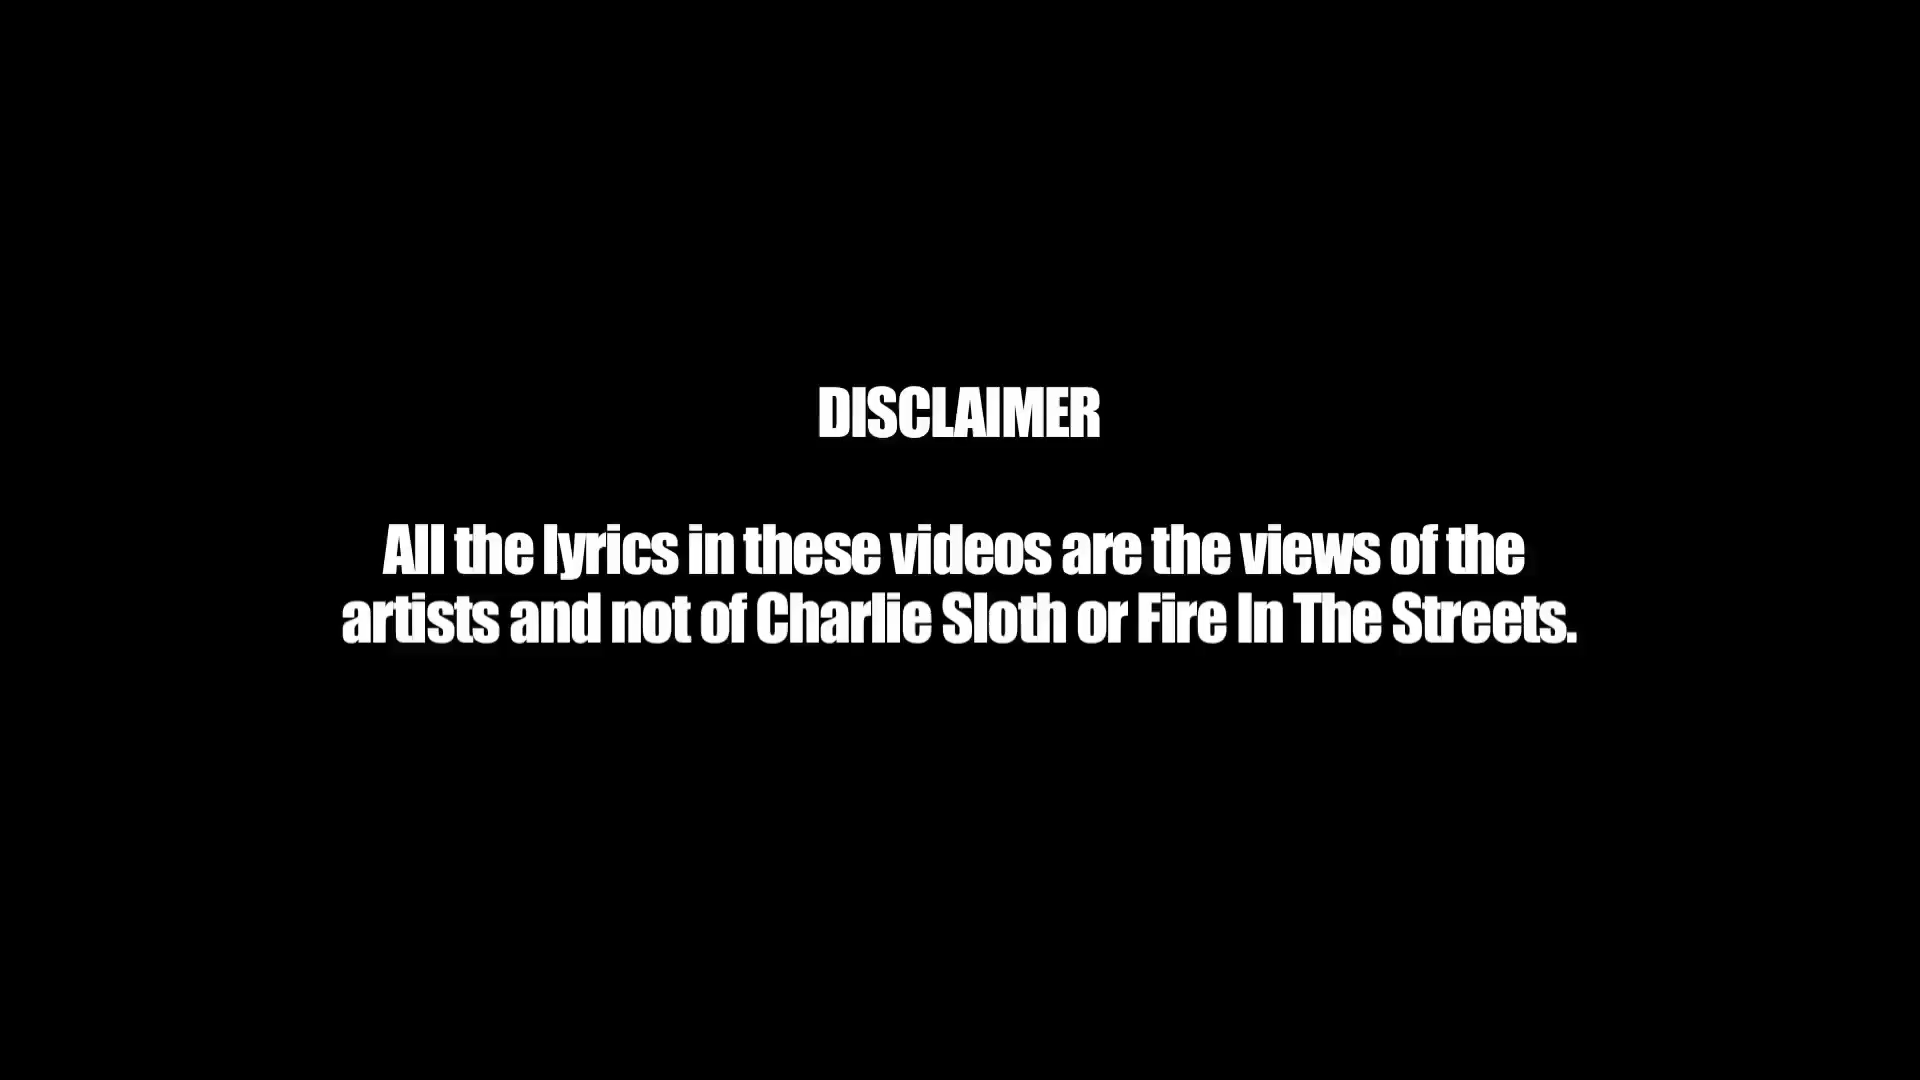 DISCLAIMER
All the lyrics in these videos are the views of the
artists and not of Charlie Sloth or Fire In The Streets.